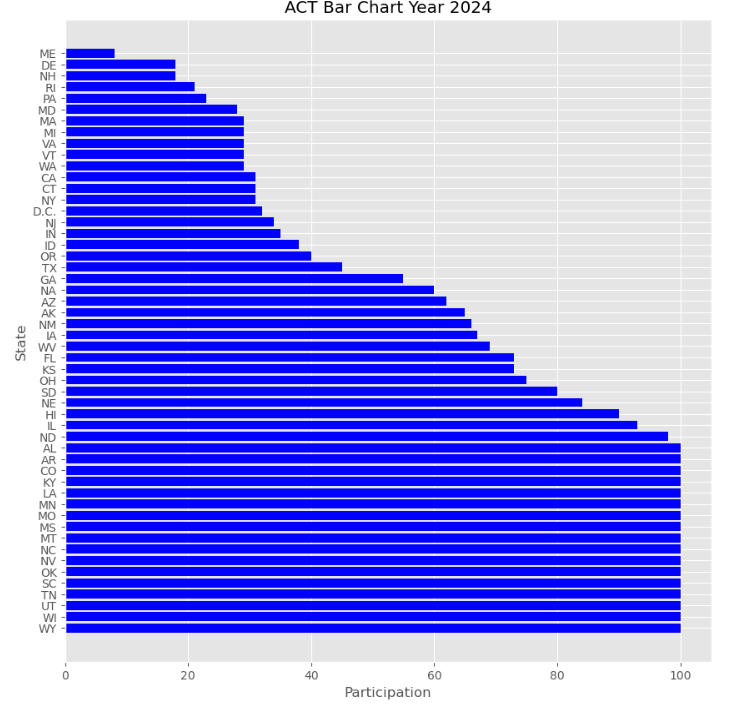 ACT Bar Chart Year 2024
ME
DE
NH
RI
PA
MD
MA
MI
VA
VT
WA
CA
CT
NY
D.C.
NJ
IN
ID
OR
TX
GA
NA
AZ
AK
NM
IA
WV
FL
KS
OH
SD
NE
HI
IL
ND
AL
AR
CO
KY
LA
MN
MO
MS
MT
NC
NV
OK
SC
TN
UT
WI
WY
State
0 20 40 60 80 100
Participation